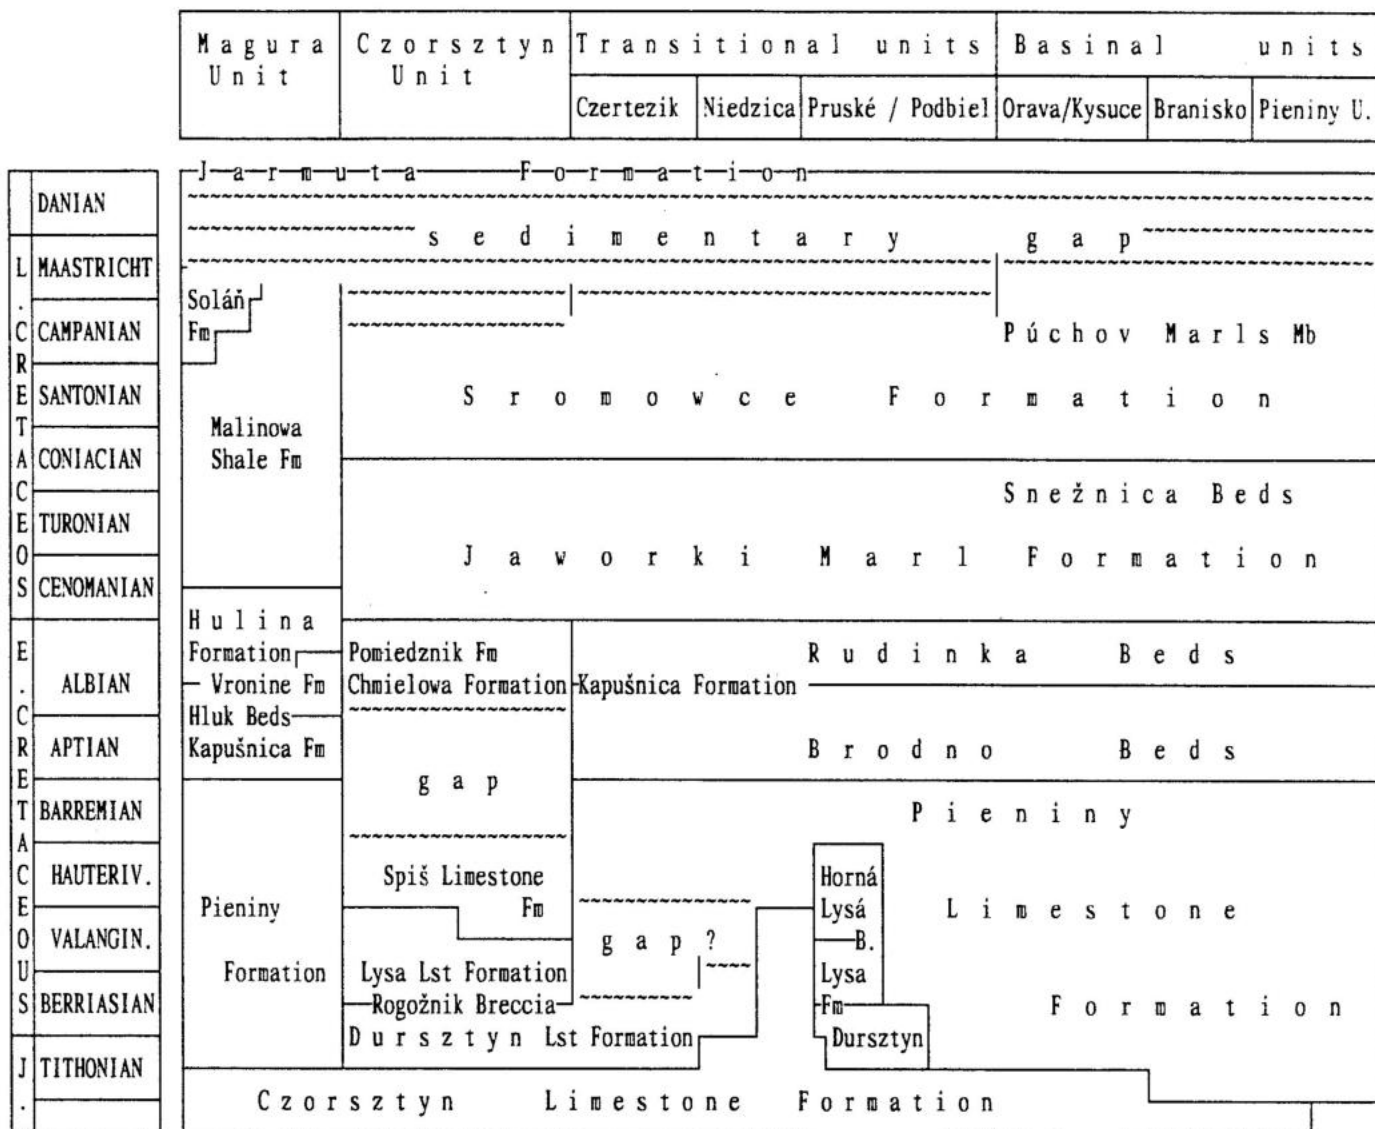 Magura Czorsztyn Transitional units Basinal units
Unit Unit
Czertezik Niedzica Pruské / Podbiel Orava/Kysuce Branisko Pieniny U.
Jarmuta Formation
DANIAN
sedimentary gap
L. CRETACEOS
MAASTRICHT
Soláň
Fm
CAMPANIAN
Púchov Marls Mb
SANTONIAN
Sromowce Formation
Malinowa
Shale Fm
CONIACIAN
Snežnica Beds
TURONIAN
Jaworki Marl Formation
CENOMANIAN
E. CRETACEOUS
Hulina
Formation Pomiedznik Fm Rudinka Beds
ALBIAN Vronine Fm Chmielowa Formation Kapušnica Formation
Hluk Beds
APTIAN Kapušnica Fm Brodno Beds
gap
BARREMIAN Pieniny
HAUTERIV. Spiš Limestone Horná
Pieniny Fm Lysá Limestone
VALANGIN. gap? B.
Formation Lysa Lst Formation Lysa
BERRIASIAN Rogožnik Breccia Fm Formation
Dursztyn Lst Formation Dursztyn
J. TITHONIAN
Czorsztyn Limestone Formation